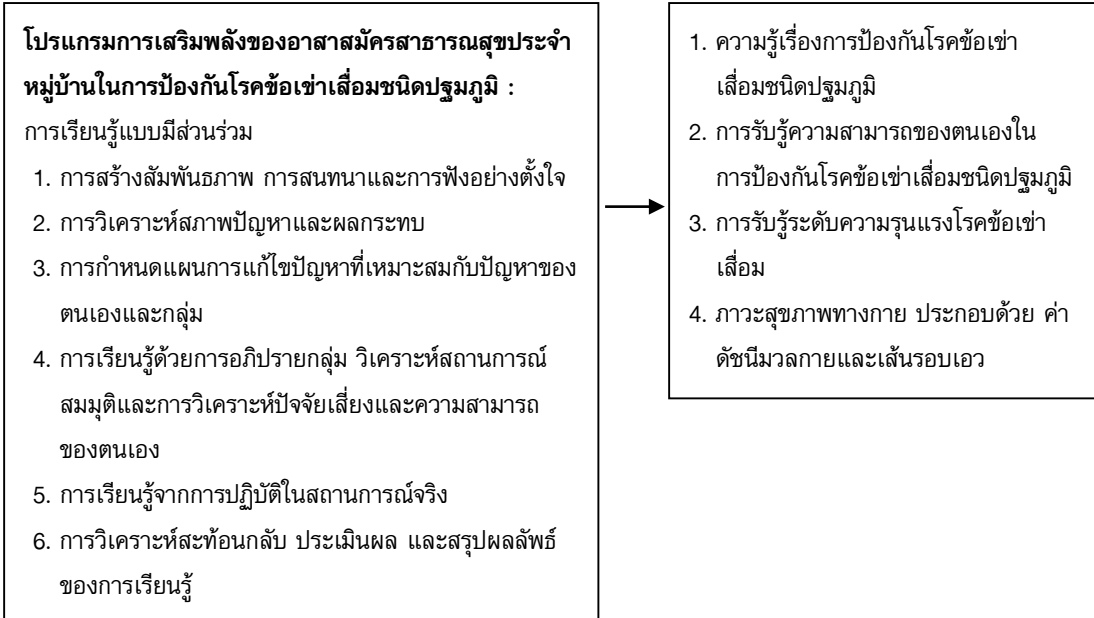 โปรแกรมการเสริมพลังของอาสาสมัครสาธารณสุขประจำ
หมู่บ้านในการป้องกันโรคข้อเข่าเสื่อมชนิดปฐมภูมิ :
การเรียนรู้แบบมีส่วนร่วม
1. การสร้างสัมพันธภาพ การสนทนาและการฟังอย่างตั้งใจ
2. การวิเคราะห์สภาพปัญหาและผลกระทบ
3. การกำหนดแผนการแก้ไขปัญหาที่เหมาะสมกับปัญหาของ
ตนเองและกลุ่ม
4. การเรียนรู้ด้วยการอภิปรายกลุ่ม วิเคราะห์สถานการณ์
สมมุติและการวิเคราะห์ปัจจัยเสี่ยงและความสามารถ
ของตนเอง
5. การเรียนรู้จากการปฏิบัติในสถานการณ์จริง
6. การวิเคราะห์สะท้อนกลับ ประเมินผล และสรุปผลลัพธ์
ของการเรียนรู้
1. ความรู้เรื่องการป้องกันโรคข้อเข่า
เสื่อมชนิดปฐมภูมิ
2. การรับรู้ความสามารถของตนเองใน
การป้องกันโรคข้อเข่าเสื่อมชนิดปฐมภูมิ
3. การรับรู้ระดับความรุนแรงโรคข้อเข่า
เสื่อม
4. ภาวะสุขภาพทางกาย ประกอบด้วย ค่า
ดัชนีมวลกายและเส้นรอบเอว